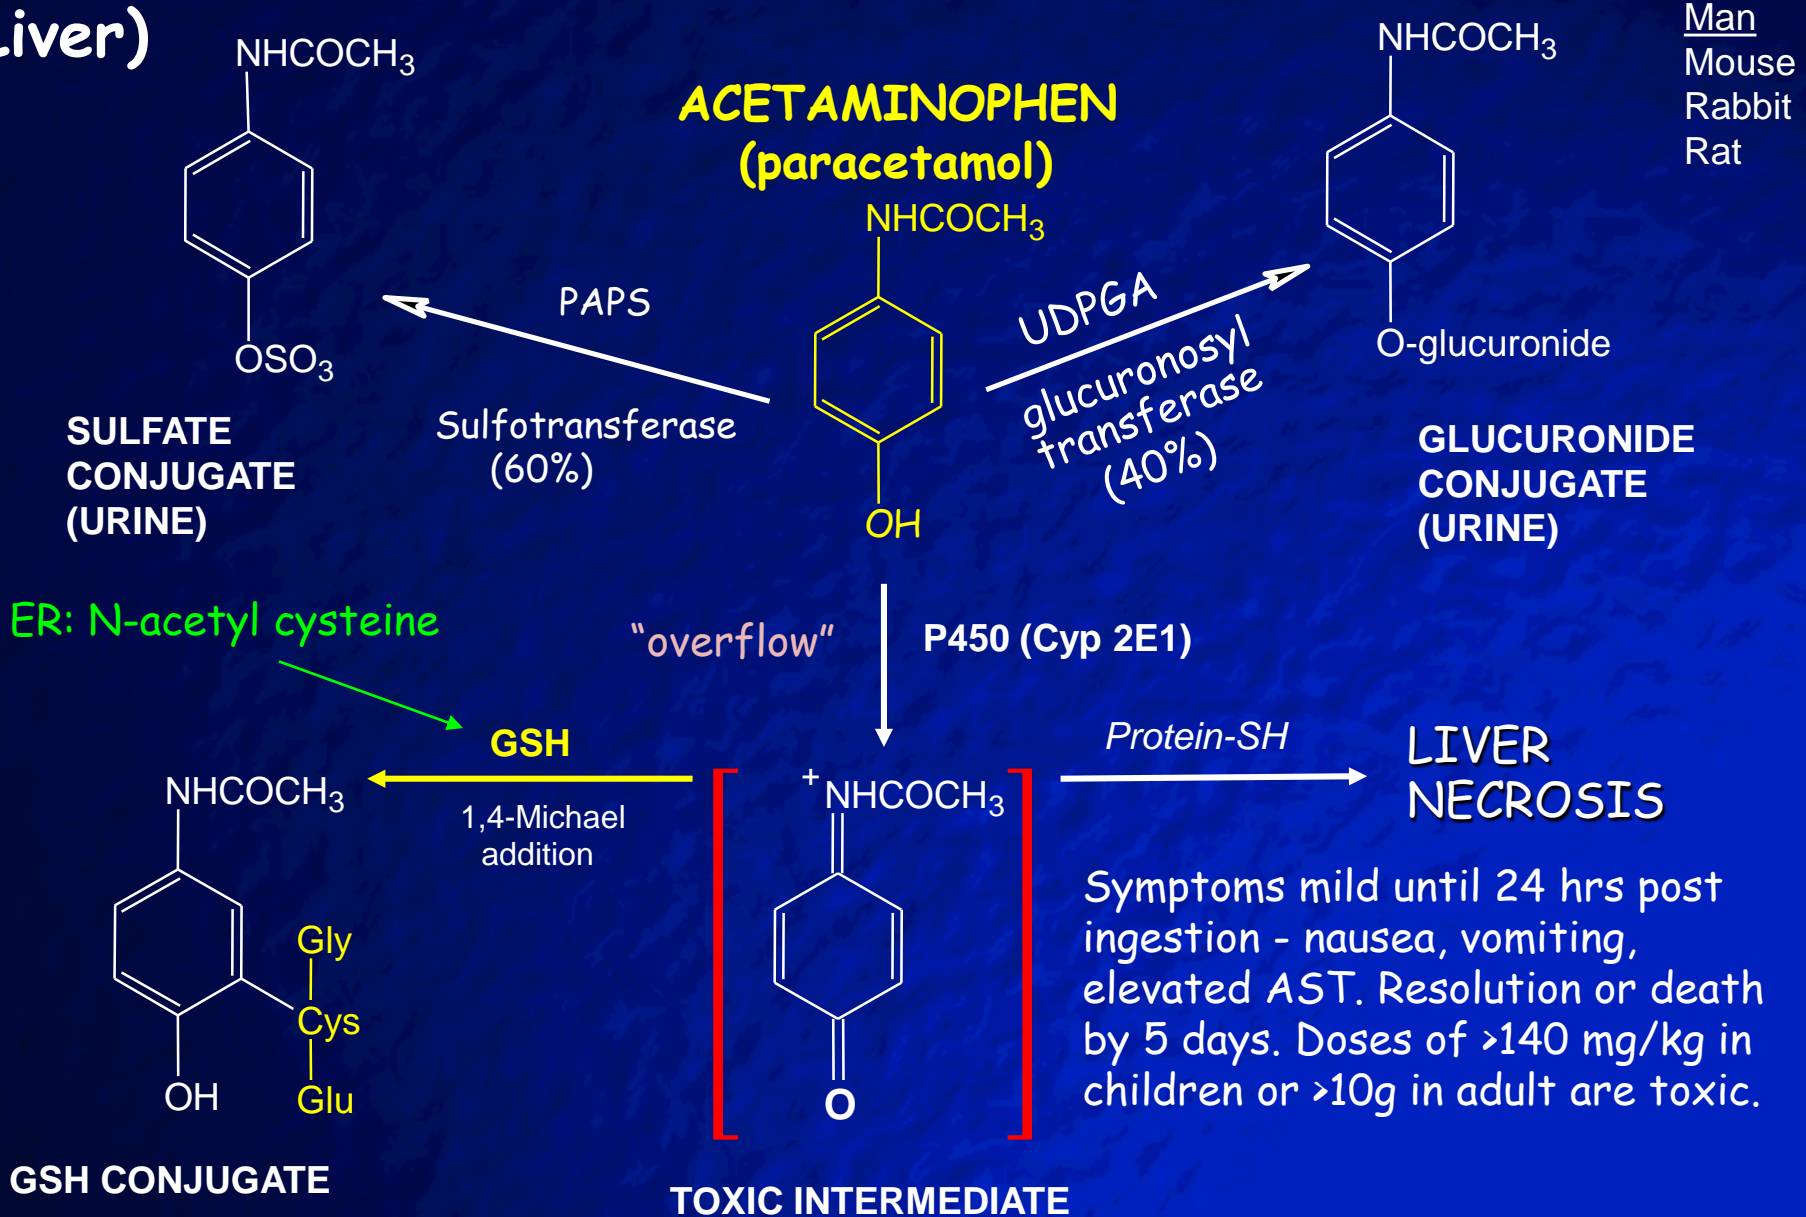 Liver)
NHCOCH3
ACETAMINOPHEN
(paracetamol)
NHCOCH3
NHCOCH3
Man
Mouse
Rabbit
Rat
PAPS
UDPGA
OSO3
Sulfotransferase
(60%)
glucuronosyl
transferase
(40%)
O-glucuronide
SULFATE
CONJUGATE
(URINE)
OH
GLUCURONIDE
CONJUGATE
(URINE)
ER: N-acetyl cysteine
"overflow"
P450 (Cyp 2E1)
GSH
1,4-Michael
addition
Protein-SH
LIVER
NECROSIS
NHCOCH3
+
NHCOCH3
Gly
Cys
Glu
OH
O
Symptoms mild until 24 hrs post
ingestion - nausea, vomiting,
elevated AST. Resolution or death
by 5 days. Doses of >140 mg/kg in
children or >10g in adult are toxic.
GSH CONJUGATE
TOXIC INTERMEDIATE